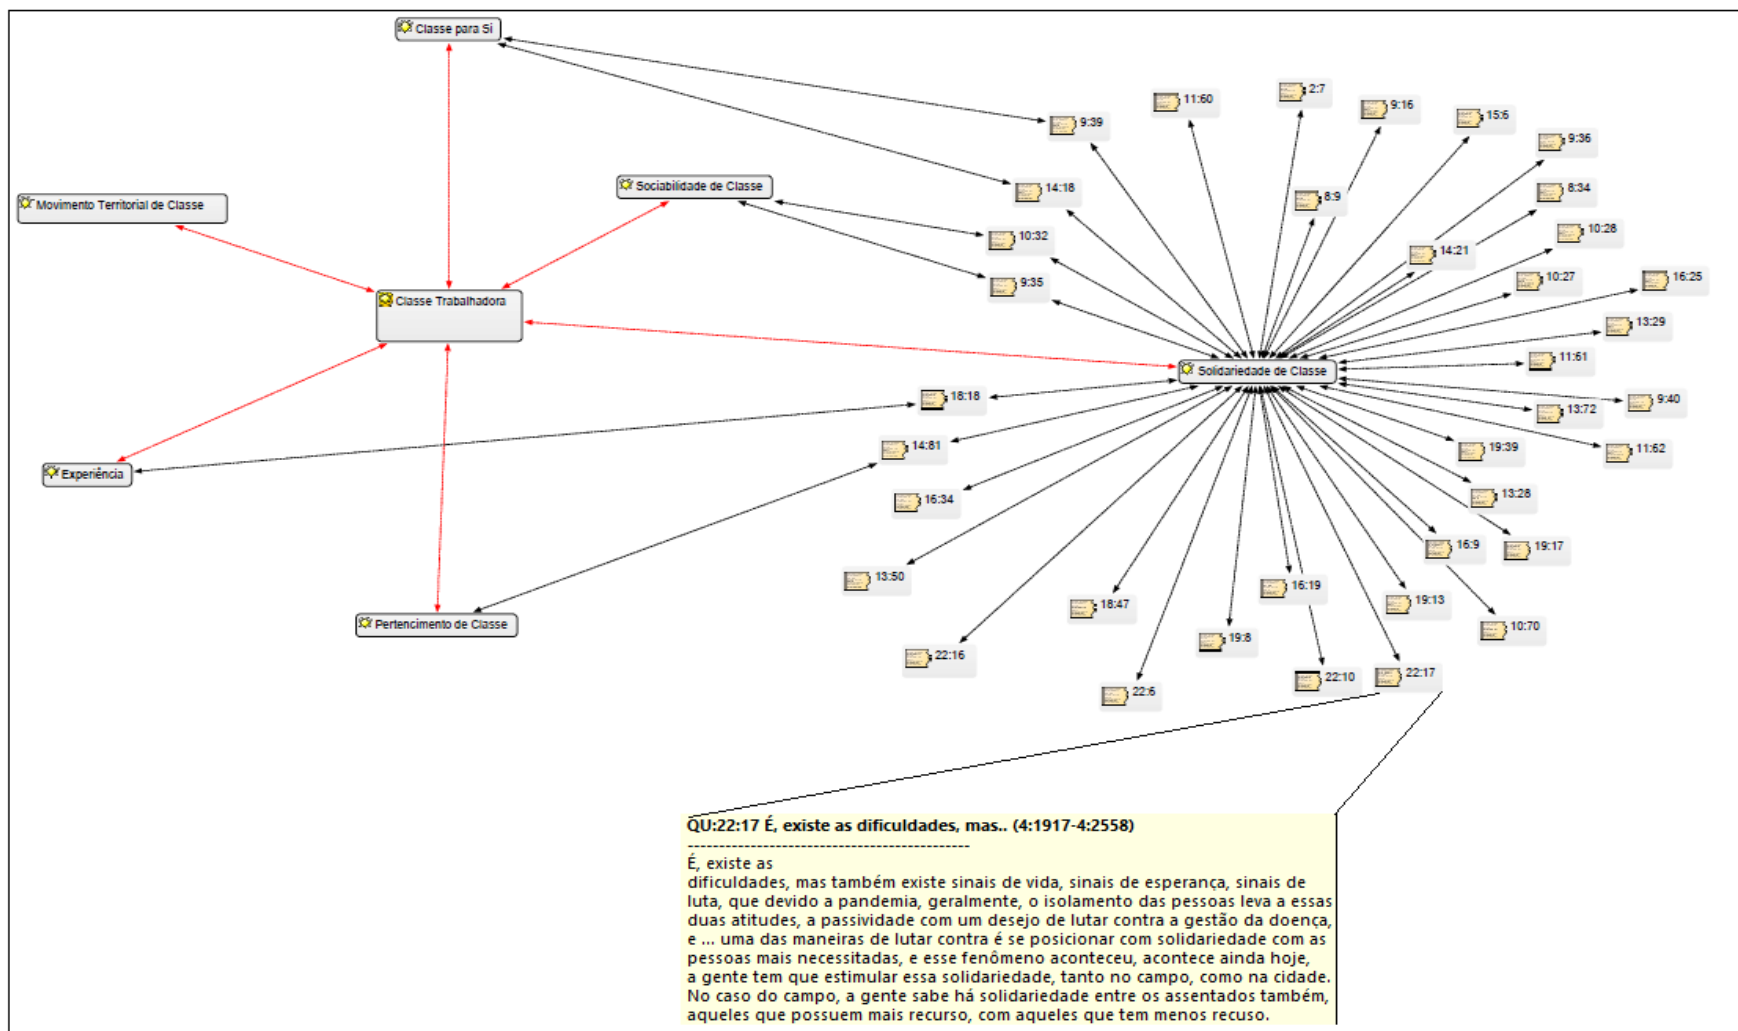 Classe para Si
2:7
11:60
9:16
15:6
9:39
9:36
Sociabilidade de Classe
14:18
8:34
8:9
Movimento Territorial de Classe
10:32
10:28
14:21
9:35
10:27
16:25
Classe Trabalhadora
13:29
11:61
Solidariedade de Classe
18:18
9:40
13:72
14:81
19:39
11:62
Experiência
16:34
13:28
16:9
19:17
13:50
16:19
18:47
19:13
Pertencimento de Classe
10:70
19:8
22:16
22:10
22:17
22:6
QU:22:17 É, existe as dificuldades, mas.. (4:1917-4:2558)
---------------------------------------------
É, existe as
dificuldades, mas também existe sinais de vida, sinais de esperança, sinais de
luta, que devido a pandemia, geralmente, o isolamento das pessoas leva a essas
duas atitudes, a passividade com um desejo de lutar contra a gestão da doença,
e ... uma das maneiras de lutar contra é se posicionar com solidariedade com as
pessoas mais necessitadas, e esse fenômeno aconteceu, acontece ainda hoje,
a gente tem que estimular essa solidariedade, tanto no campo, como na cidade.
No caso do campo, a gente sabe há solidariedade entre os assentados também,
aqueles que possuem mais recurso, com aqueles que tem menos recuso.